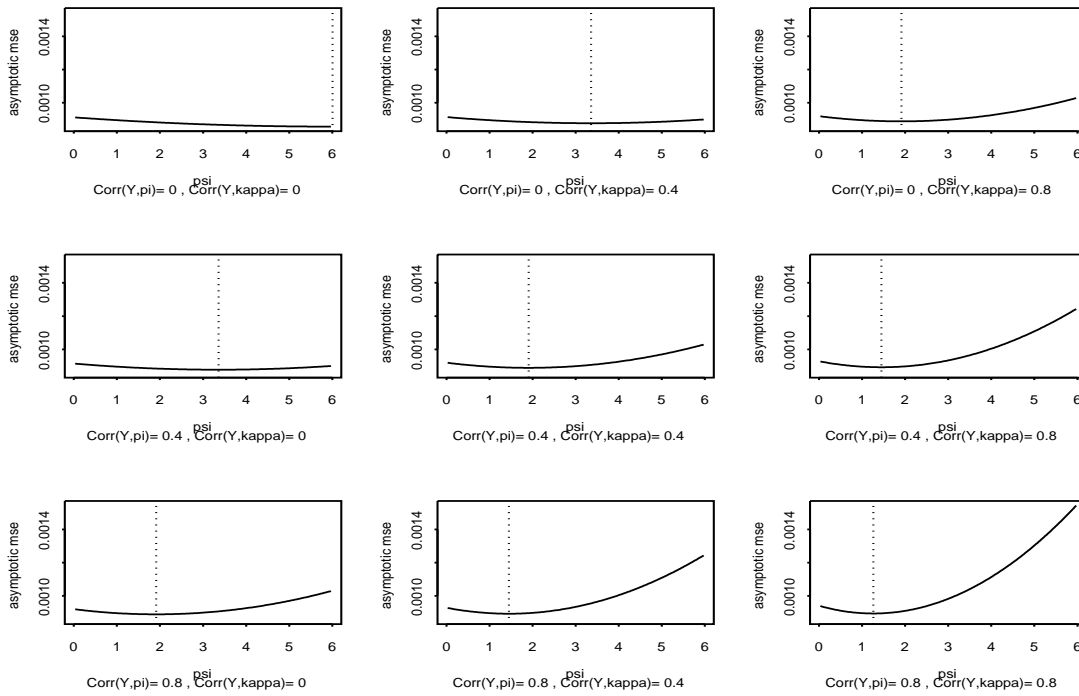 asymptotic mse
0.0010 0.0014
0 1 2 3 4 5 6
psi
Corr(Y,pi)= 0 , Corr(Y,kappa)= 0
asymptotic mse
0.0010 0.0014
0 1 2 3 4 5 6
psi
Corr(Y,pi)= 0 , Corr(Y,kappa)= 0.4
asymptotic mse
0.0010 0.0014
0 1 2 3 4 5 6
psi
Corr(Y,pi)= 0 , Corr(Y,kappa)= 0.8
asymptotic mse
0.0010 0.0014
0 1 2 3 4 5 6
psi
Corr(Y,pi)= 0.4 , Corr(Y,kappa)= 0
asymptotic mse
0.0010 0.0014
0 1 2 3 4 5 6
psi
Corr(Y,pi)= 0.4 , Corr(Y,kappa)= 0.4
asymptotic mse
0.0010 0.0014
0 1 2 3 4 5 6
psi
Corr(Y,pi)= 0.4 , Corr(Y,kappa)= 0.8
asymptotic mse
0.0010 0.0014
0 1 2 3 4 5 6
psi
Corr(Y,pi)= 0.8 , Corr(Y,kappa)= 0
asymptotic mse
0.0010 0.0014
0 1 2 3 4 5 6
psi
Corr(Y,pi)= 0.8 , Corr(Y,kappa)= 0.4
asymptotic mse
0.0010 0.0014
0 1 2 3 4 5 6
psi
Corr(Y,pi)= 0.8 , Corr(Y,kappa)= 0.8